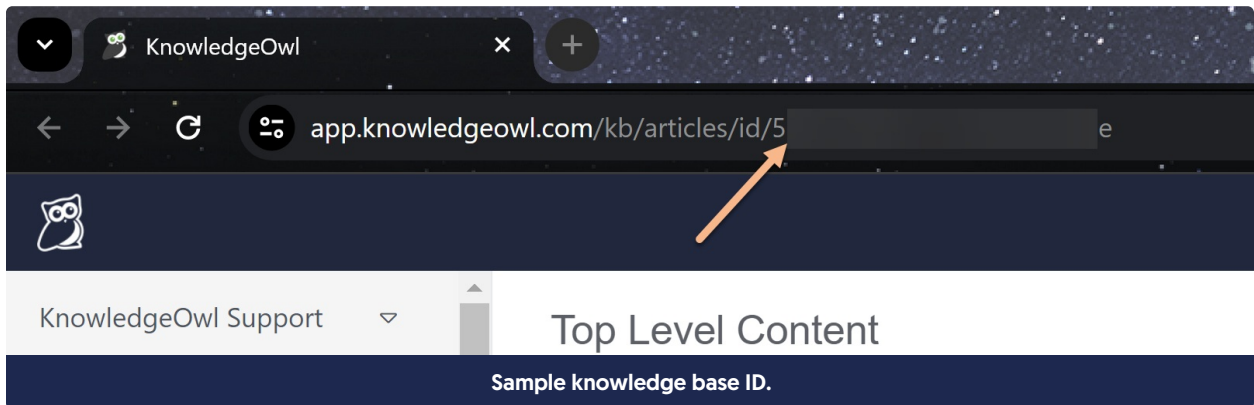 KnowledgeOwl
app.knowledgeowl.com/kb/articles/id/5 e
KnowledgeOwl Support
Top Level Content
Sample knowledge base ID.